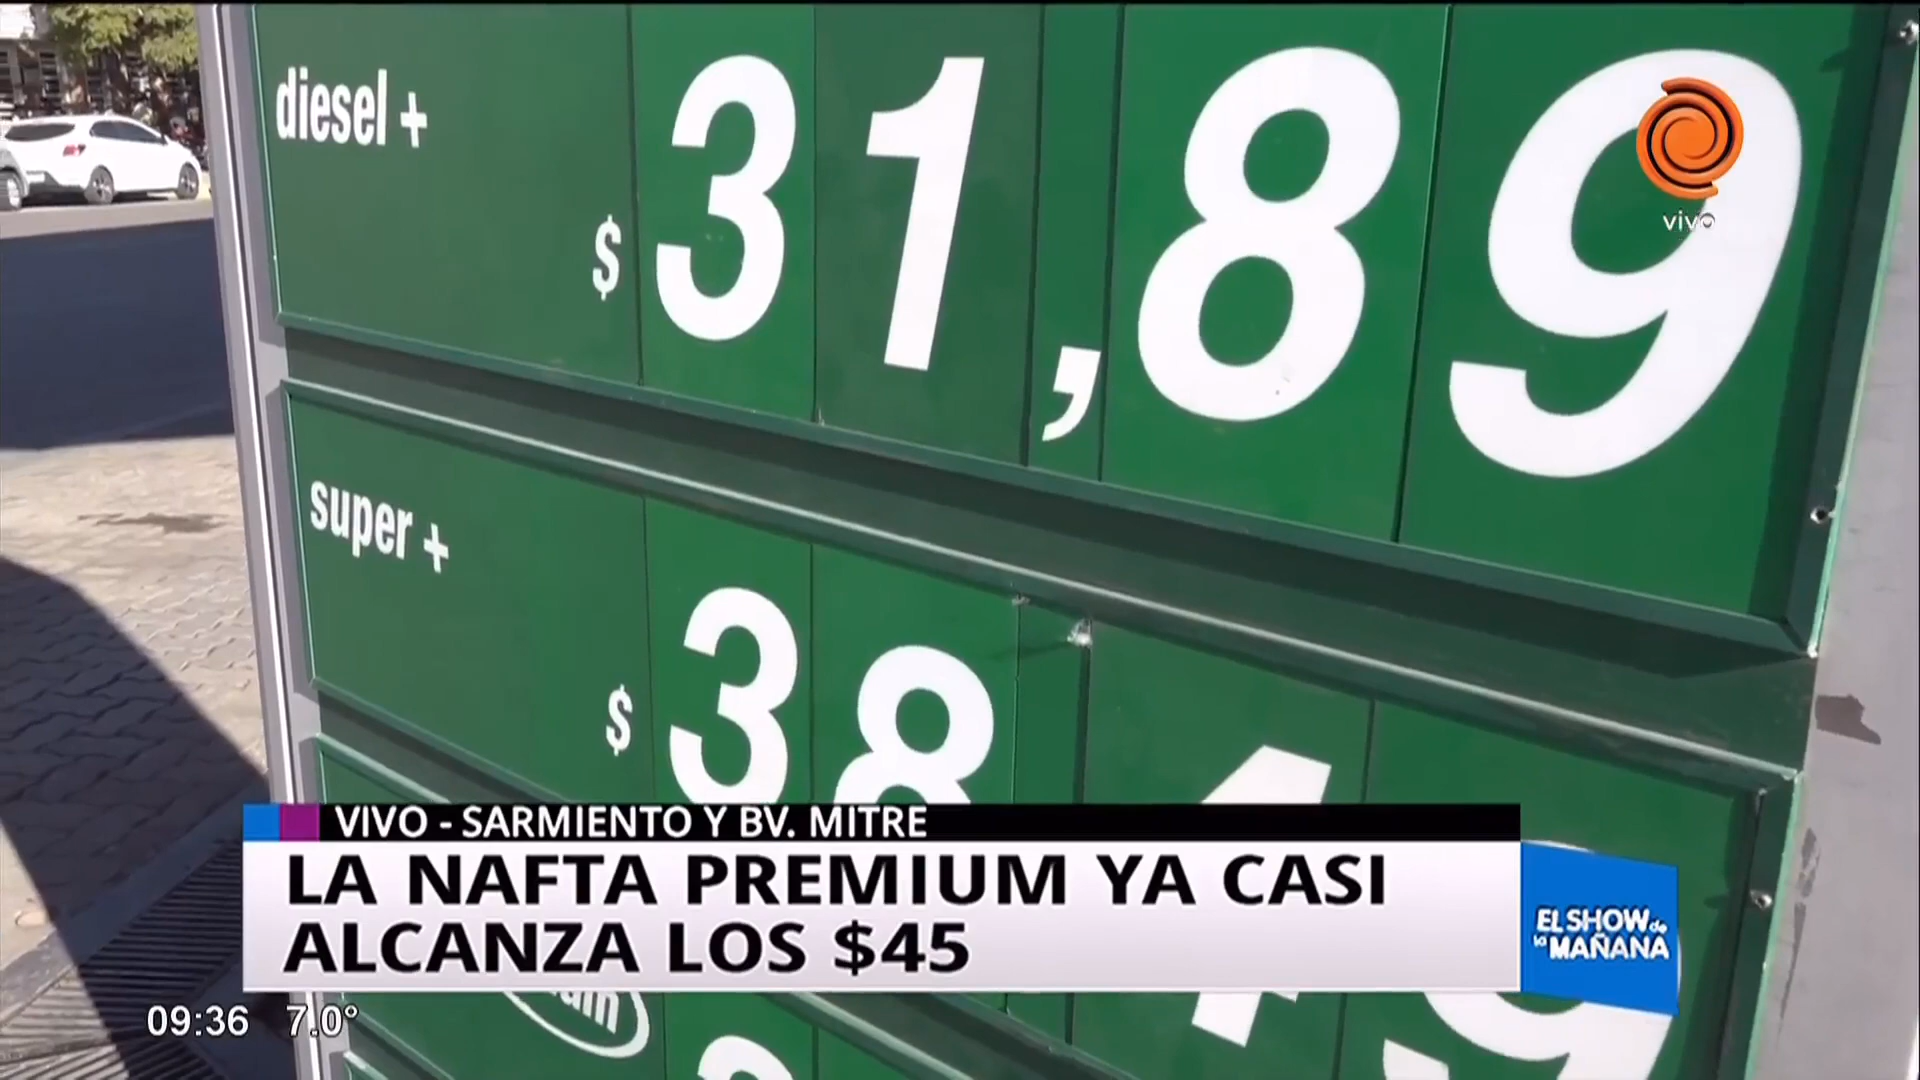 diesel +
$ 31,89
vivo
super +
$ 38
VIVO - SARMIENTO Y BV. MITRE
LA NAFTA PREMIUM YA CASI
ALCANZA LOS $45
EL SHOW de
la MAÑANA
09:36 7.0°